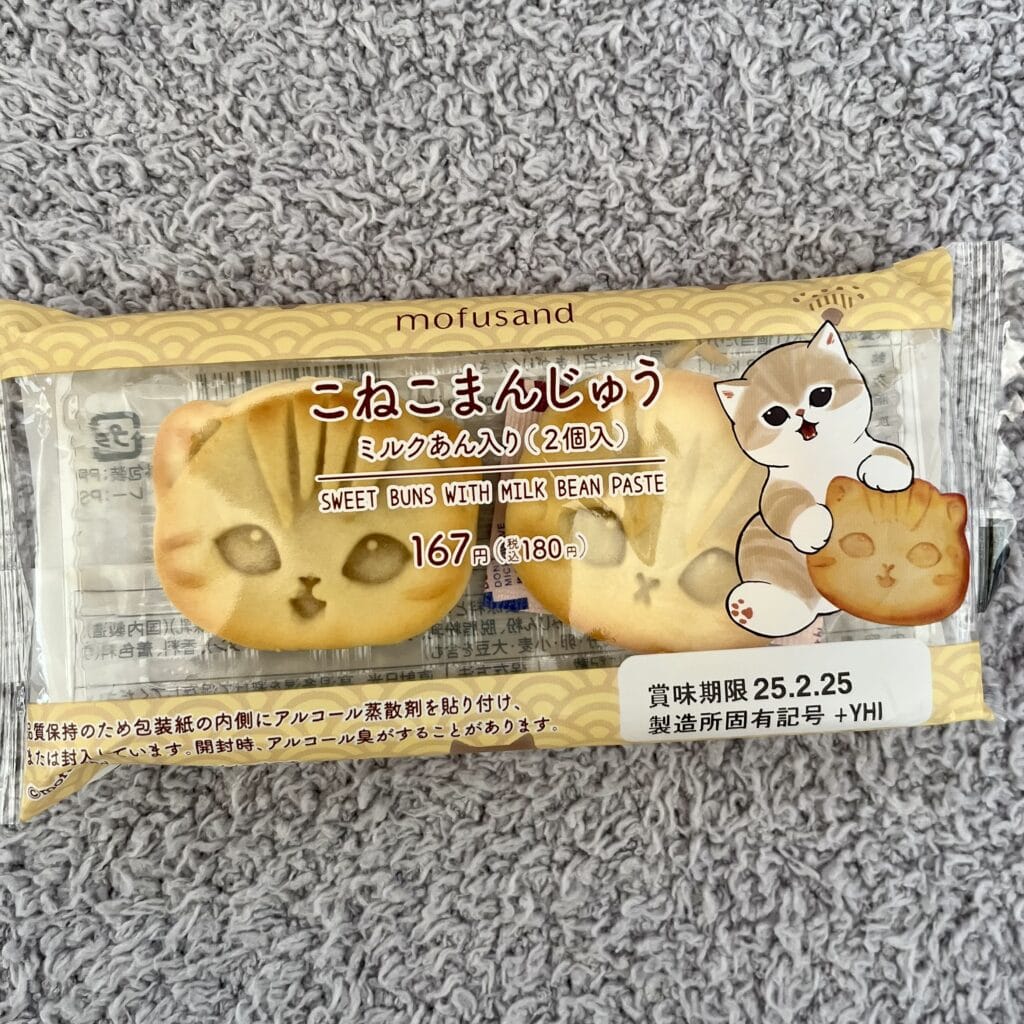 mofusand
こねこまんじゅう
ミルクあん入り(2個入)
SWEET BUNS WITH MILK BEAN PASTE
167円(税込180円)
賞味期限 25.2.25
製造所固有記号 +YHI
品質保持のため包装紙の内側にアルコール蒸散剤を貼り付け、
または封入しています。開封時、アルコール臭がすることがあります。